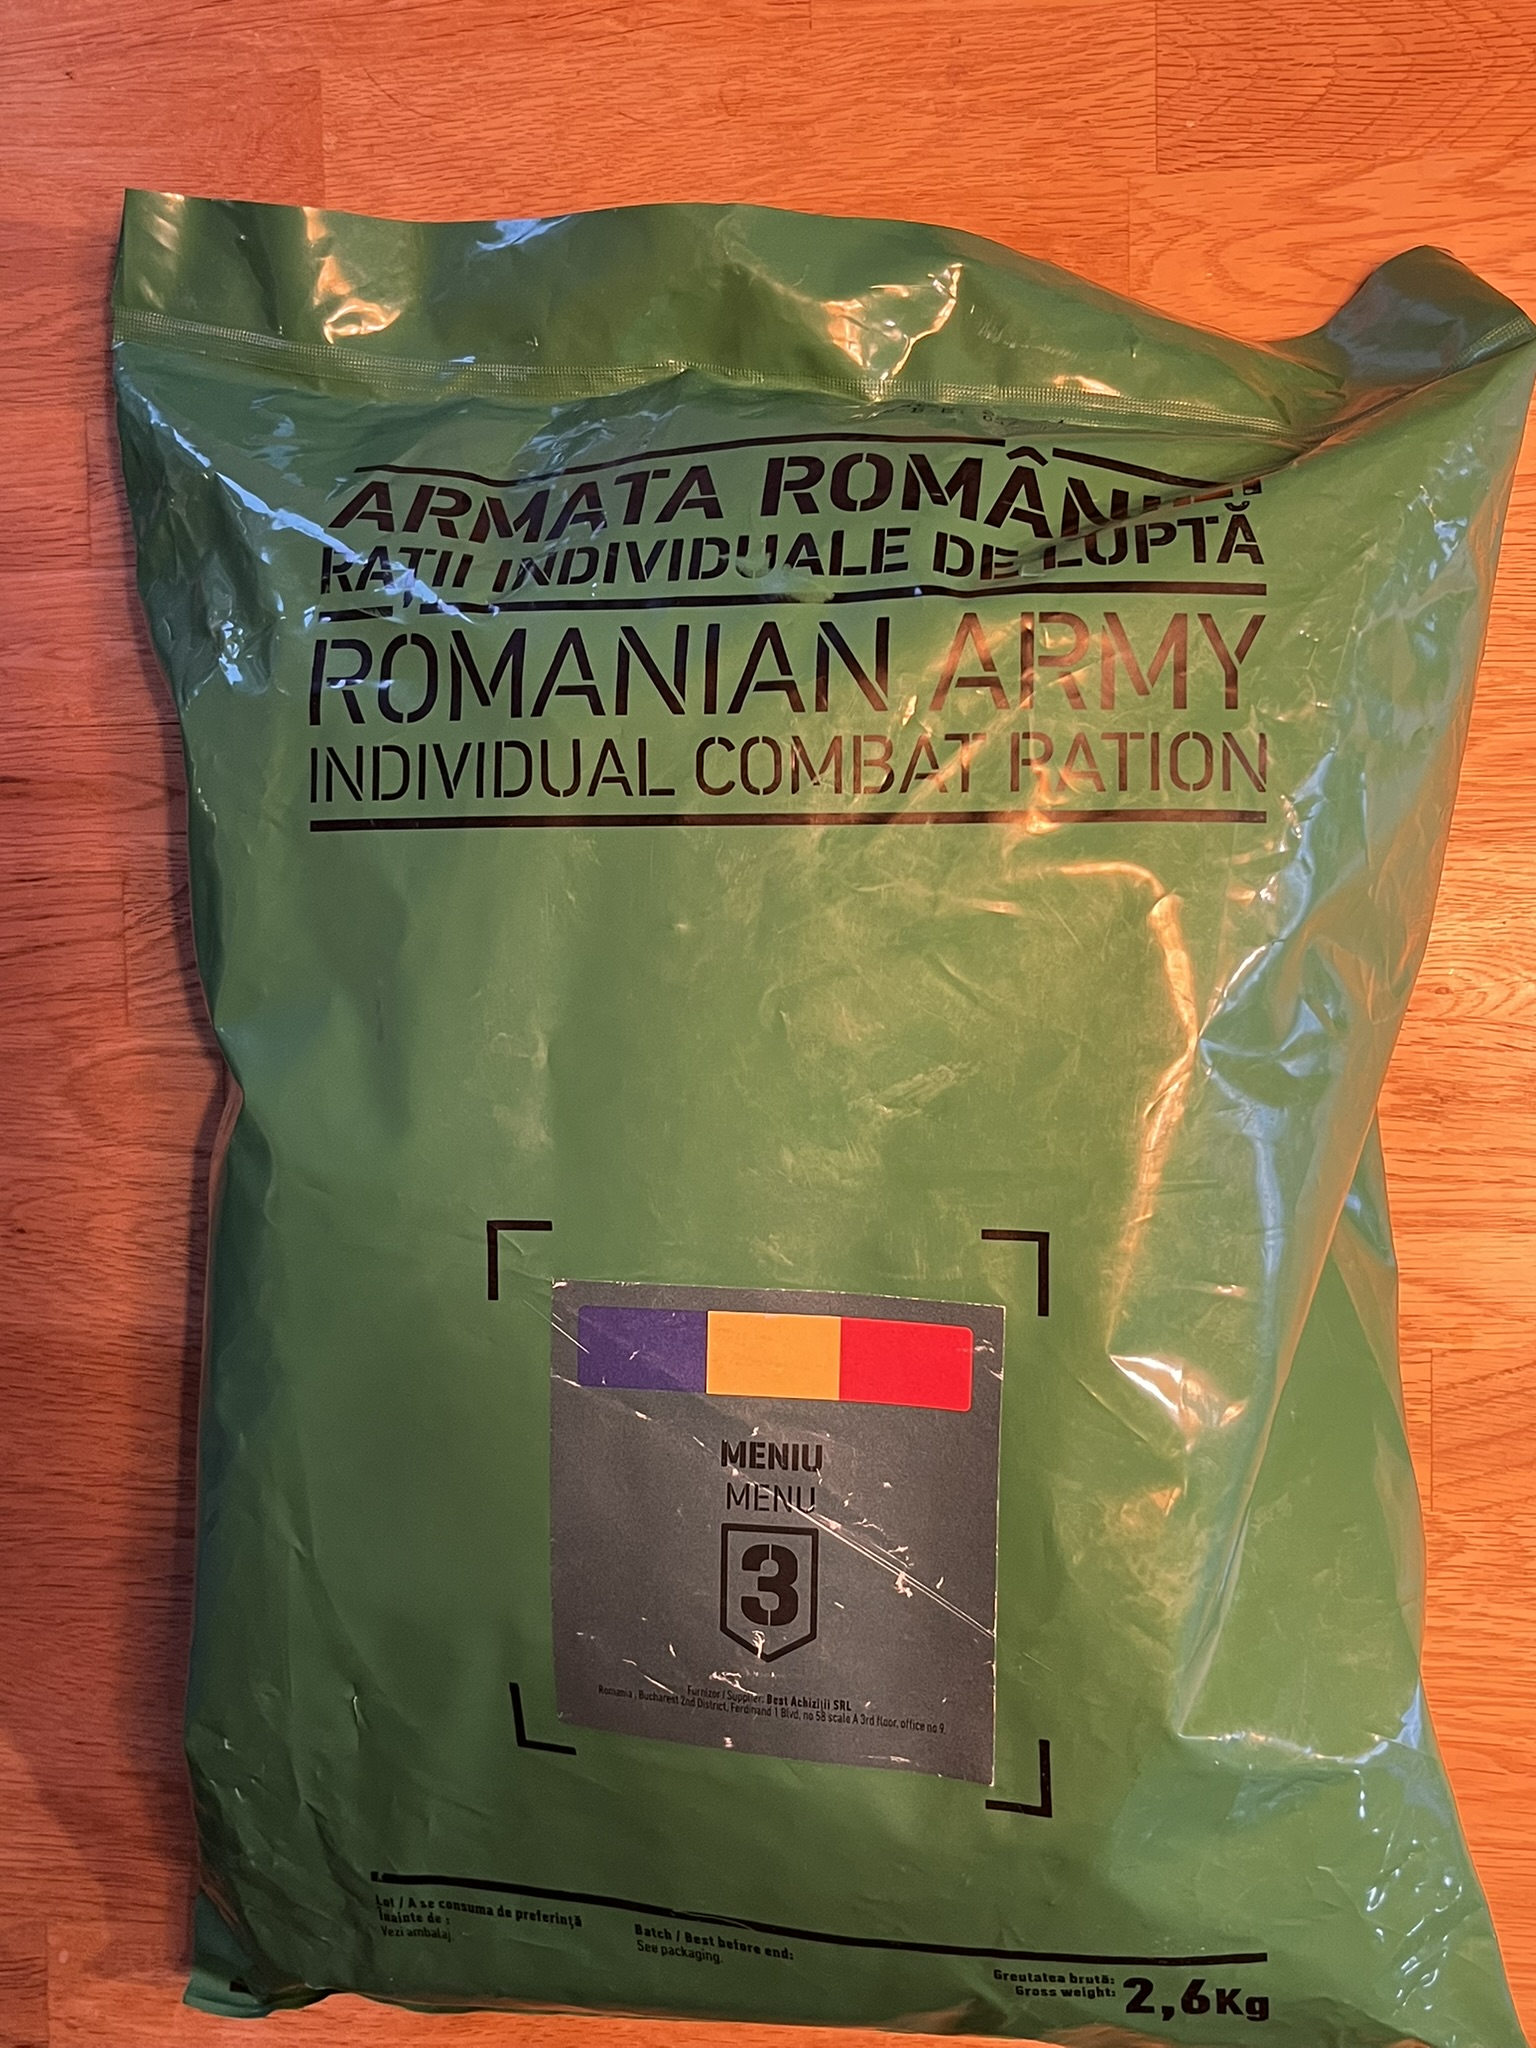 ARMATA ROMÂNIEI
RAȚII INDIVIDUALE DE LUPTĂ
ROMANIAN ARMY
INDIVIDUAL COMBAT RATION
MENIU
MENU
3
Furnizor / Supplier: Best Achiziții SRL
Romania, Bucharest 2nd District, Ferdinand 1 Blvd, no 58 scale A 3rd floor, office no 9.
Lot / A se consuma de preferință
înainte de :
Vezi ambalaj.
Batch / Best before end:
See packaging.
Greutatea brută:
Gross weight:
2,6Kg